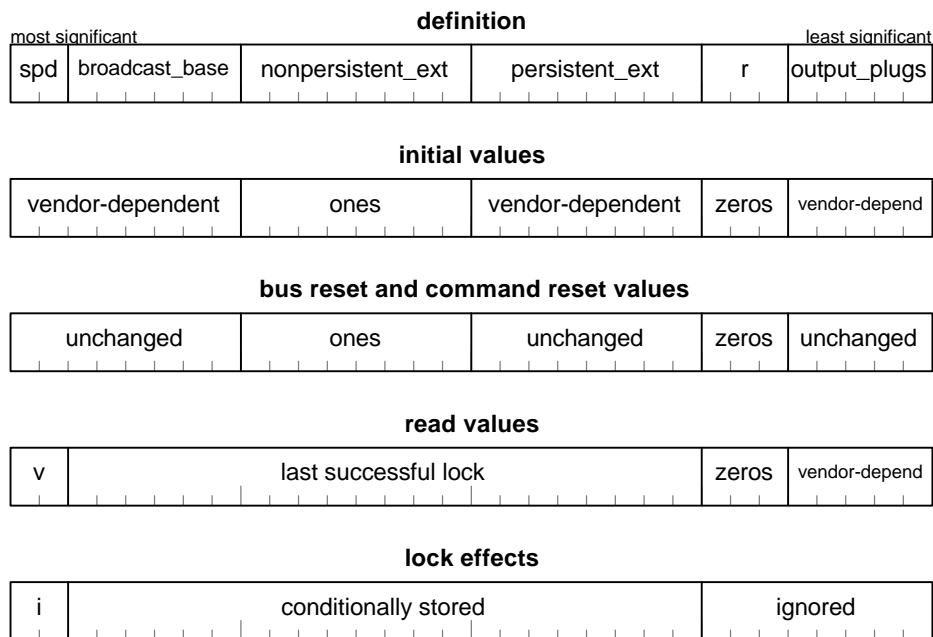 definition
most significant least significant
spd broadcast_base nonpersistent_ext persistent_ext r output_plugs
initial values
vendor-dependent ones vendor-dependent zeros vendor-depend
bus reset and command reset values
unchanged ones unchanged zeros unchanged
read values
v last successful lock zeros vendor-depend
lock effects
i conditionally stored ignored